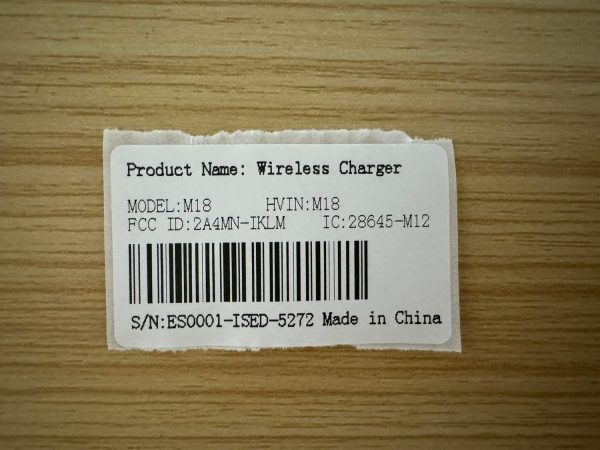 Product Name: Wireless Charger
MODEL:M18 HVIN:M18
FCC ID:2A4MN-IKLM IC:28645-M12
S/N:ES0001-ISED-5272 Made in China